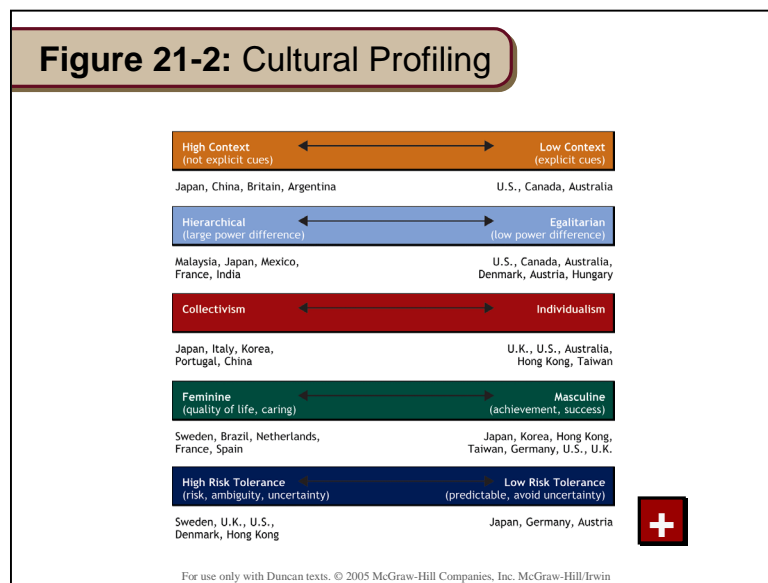 Figure 21-2: Cultural Profiling
High Context Low Context
(not explicit cues) (explicit cues)
Japan, China, Britain, Argentina U.S., Canada, Australia
Hierarchical Egalitarian
(large power difference) (low power difference)
Malaysia, Japan, Mexico, U.S., Canada, Australia,
France, India Denmark, Austria, Hungary
Collectivism Individualism
Japan, Italy, Korea, U.K., U.S., Australia,
Portugal, China Hong Kong, Taiwan
Feminine Masculine
(quality of life, caring) (achievement, success)
Sweden, Brazil, Netherlands, Japan, Korea, Hong Kong,
France, Spain Taiwan, Germany, U.S., U.K.
High Risk Tolerance Low Risk Tolerance
(risk, ambiguity, uncertainty) (predictable, avoid uncertainty)
Sweden, U.K., U.S., Japan, Germany, Austria
Denmark, Hong Kong
+
For use only with Duncan texts. © 2005 McGraw-Hill Companies, Inc. McGraw-Hill/Irwin